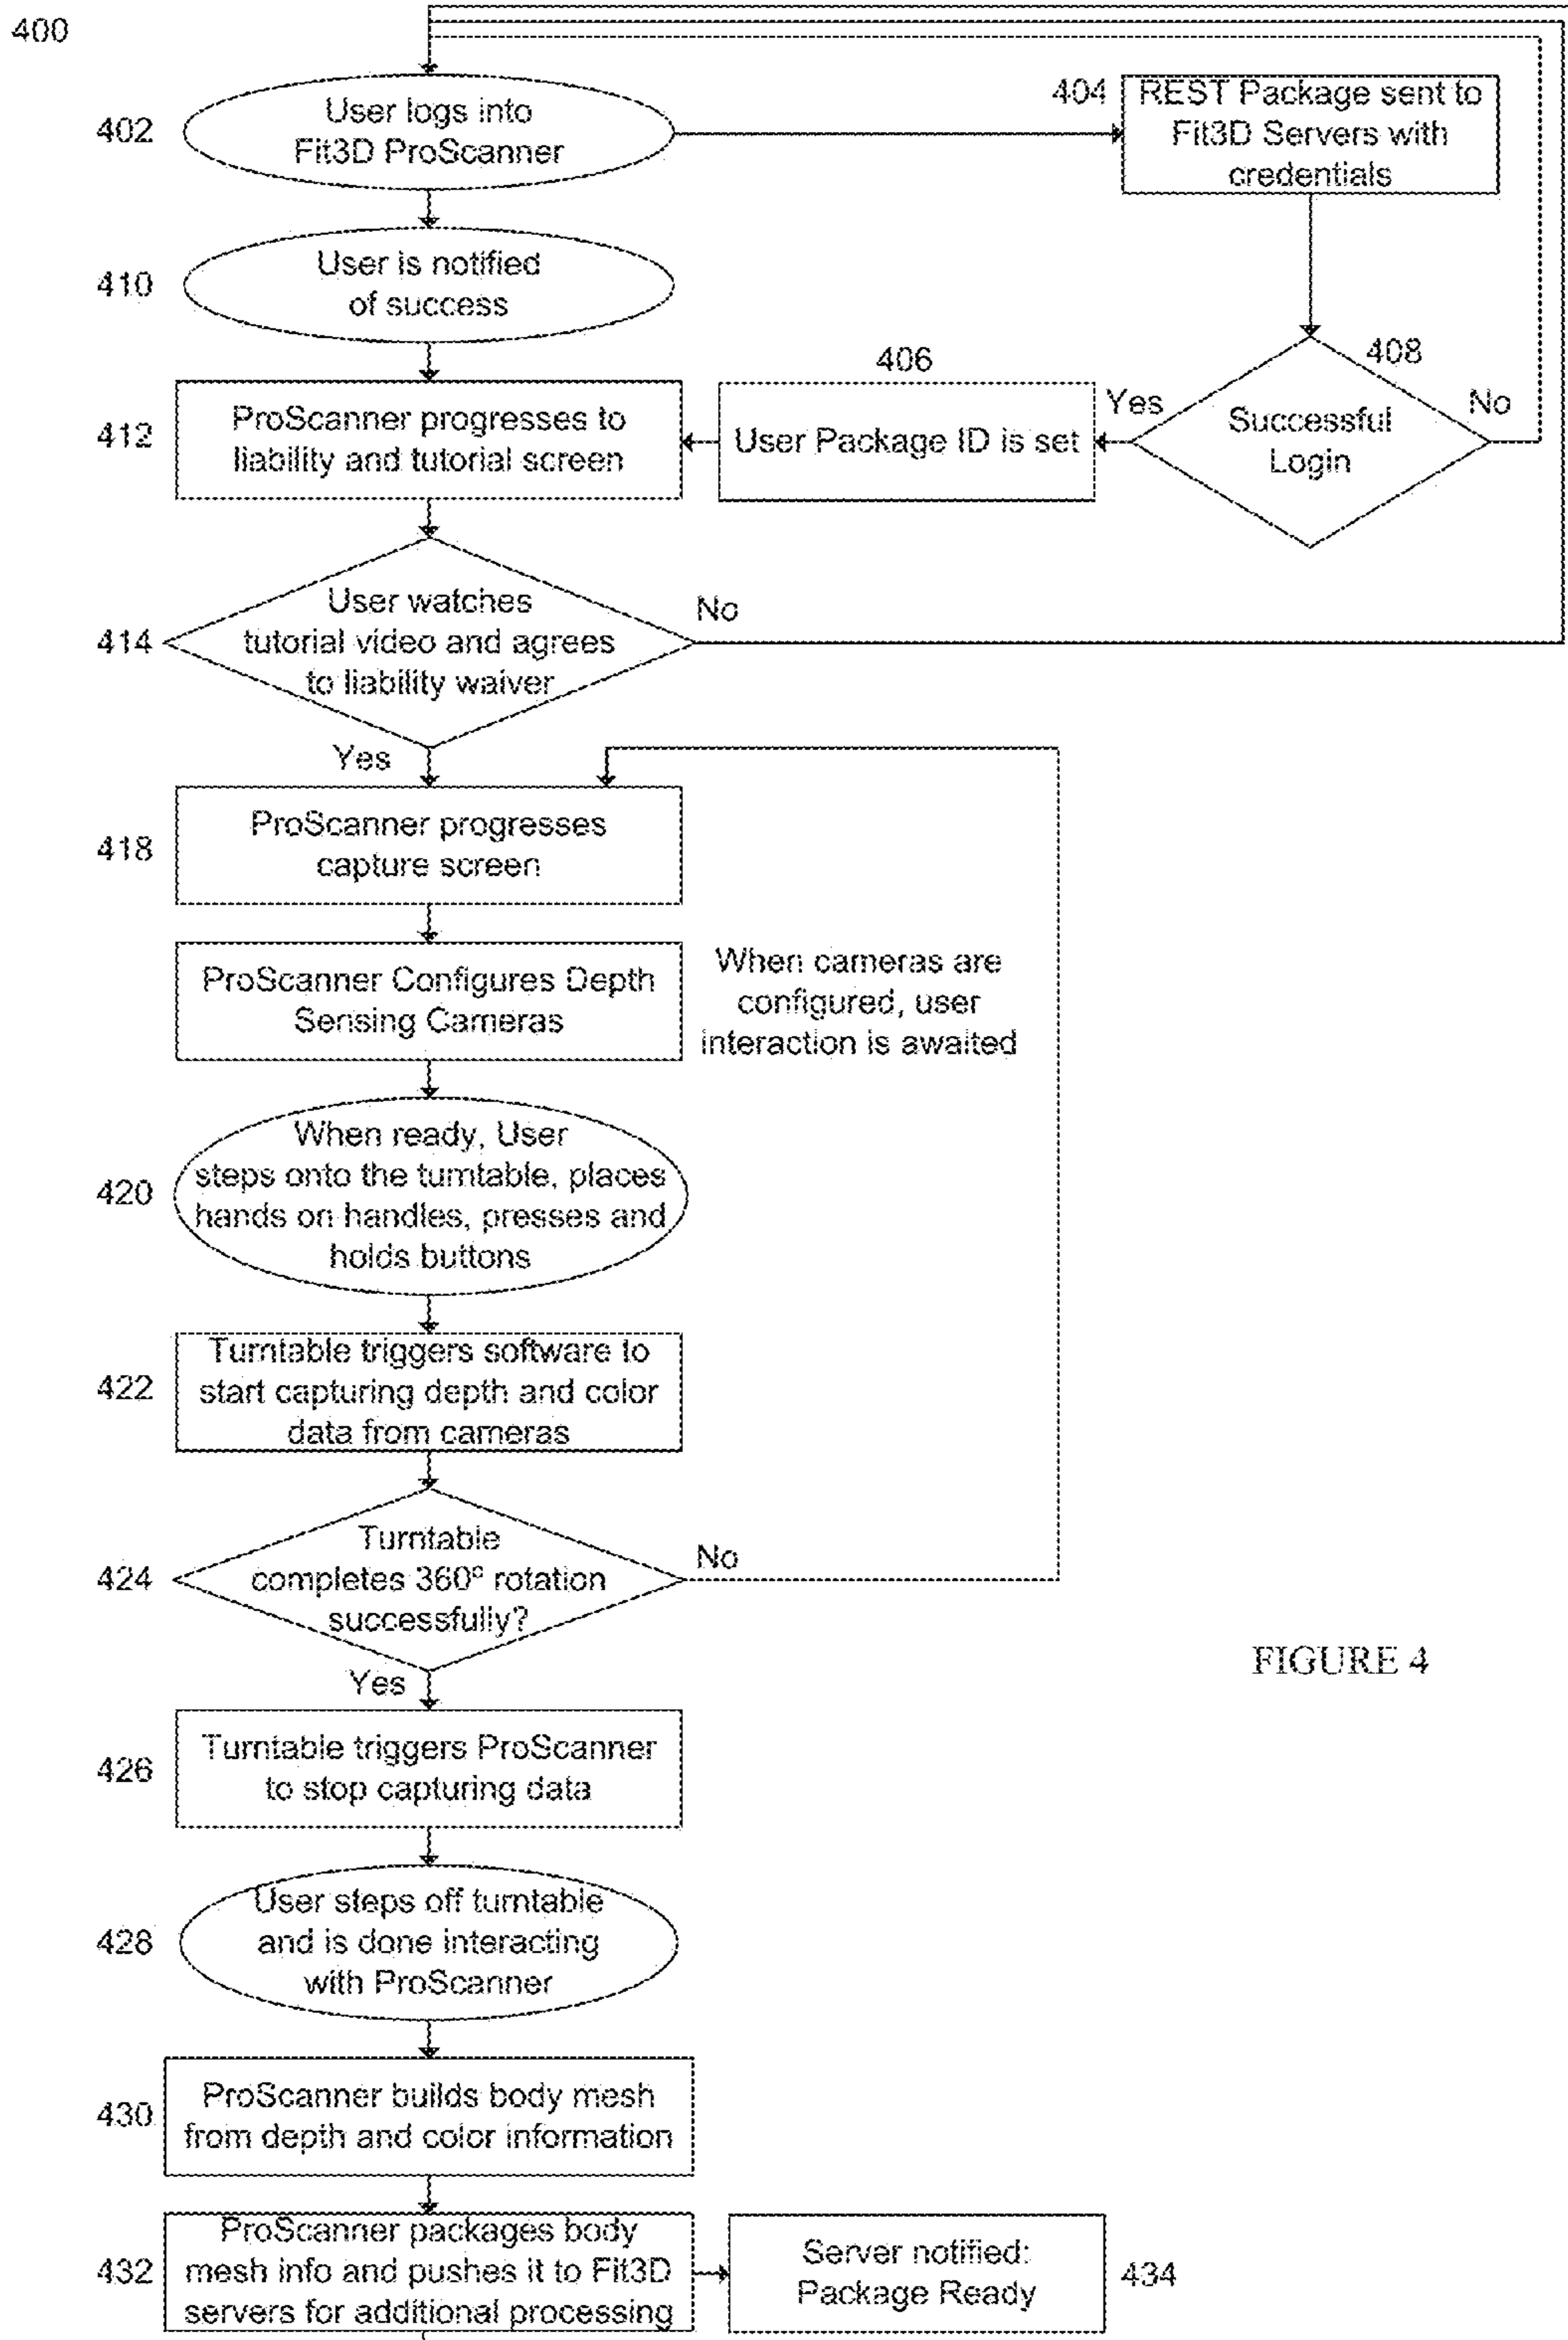 400
402
User logs into
Fit3D ProScanner
404
REST Package sent to
Fit3D Servers with
credentials
410
User is notified
of success
406
408
412
ProScanner progresses to
liability and tutorial screen
User Package ID is set
Yes
Successful
Login
No
414
User watches
tutorial video and agrees
to liability waiver
No
Yes
418
ProScanner progresses
capture screen
ProScanner Configures Depth
Sensing Cameras
When cameras are
configured, user
interaction is awaited
420
When ready, User
steps onto the turntable, places
hands on handles, presses and
holds buttons
422
Turntable triggers software to
start capturing depth and color
data from cameras
424
Turntable
completes 360º rotation
successfully?
No
Yes
FIGURE 4
426
Turntable triggers ProScanner
to stop capturing data
428
User steps off turntable
and is done interacting
with ProScanner
430
ProScanner builds body mesh
from depth and color information
432
ProScanner packages body
mesh info and pushes it to Fit3D
servers for additional processing
Server notified:
Package Ready
434